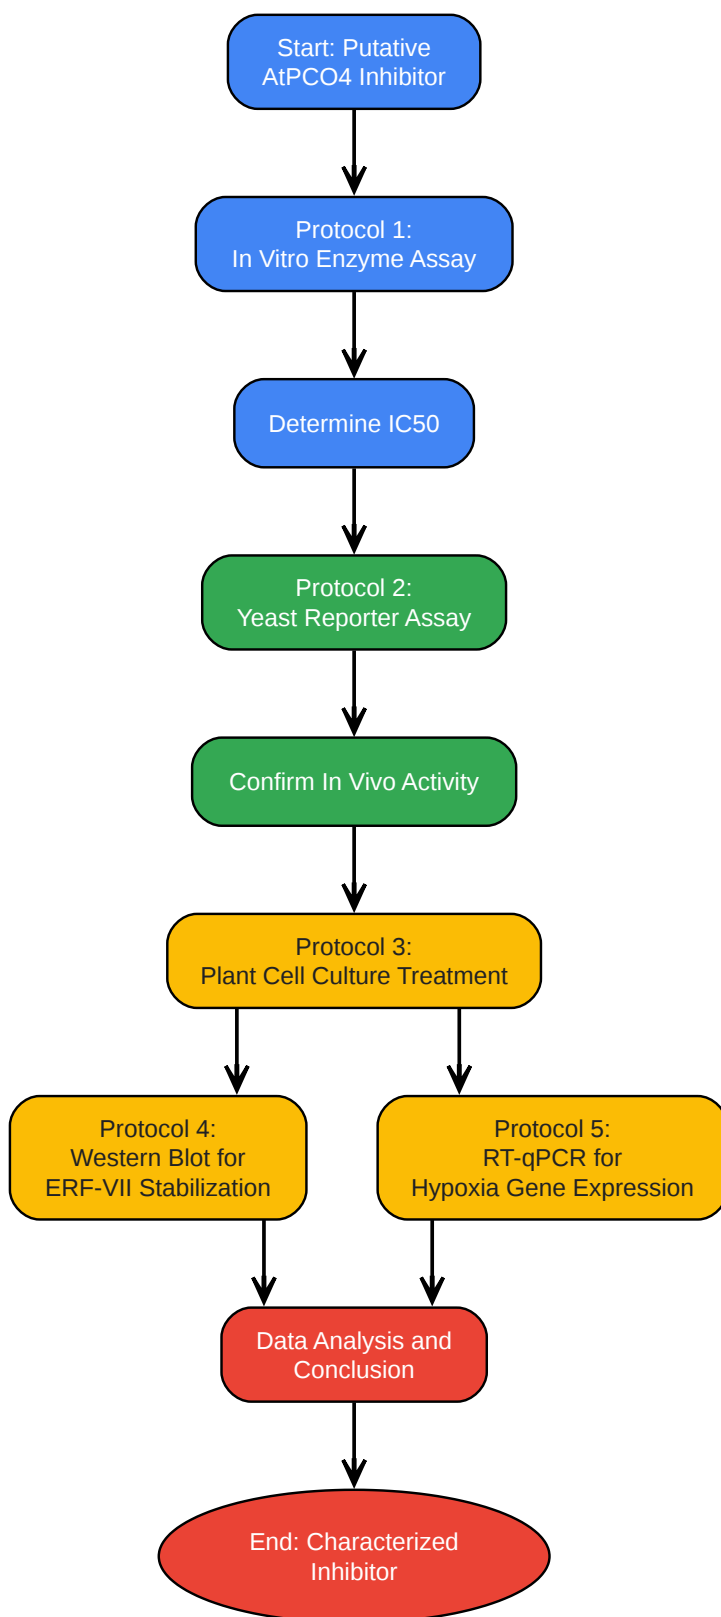 Start: Putative
AtPCO4 Inhibitor
Protocol 1:
In Vitro Enzyme Assay
Determine IC50
Protocol 2:
Yeast Reporter Assay
Confirm In Vivo Activity
Protocol 3:
Plant Cell Culture Treatment
Protocol 4:
Western Blot for
ERF-VII Stabilization
Protocol 5:
RT-qPCR for
Hypoxia Gene Expression
Data Analysis and
Conclusion
End: Characterized
Inhibitor